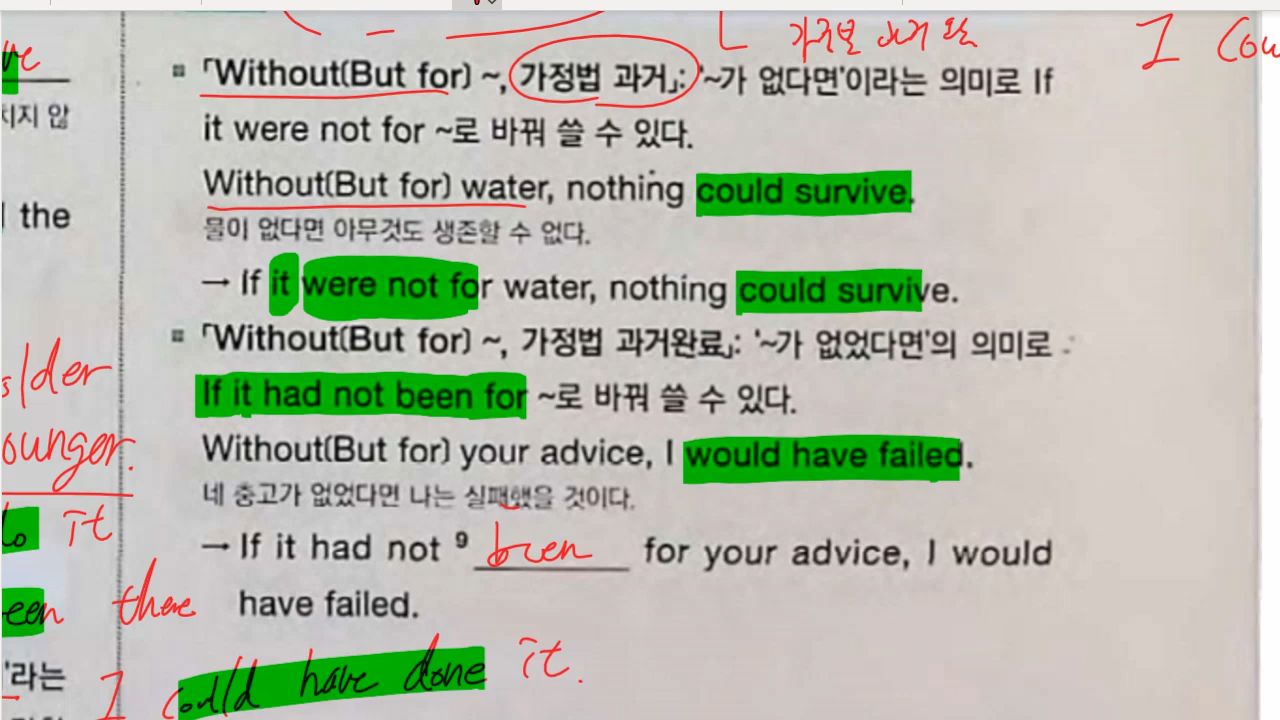 가정법 과거 완
I cou
「Without(But for) ~, 가정법 과거」: '~가 없다면'이라는 의미로 If
it were not for ~로 바꿔 쓸 수 있다.
Without(But for) water, nothing could survive.
물이 없다면 아무것도 생존할 수 없다.
→ If it were not for water, nothing could survive.
「Without(But for) ~, 가정법 과거완료」: '~가 없었다면'의 의미로
If it had not been for ~로 바꿔 쓸 수 있다.
Without(But for) your advice, I would have failed.
네 충고가 없었다면 나는 실패했을 것이다.
→ If it had not ⁹ been for your advice, I would
have failed.
치지 않
the
older
ounger.
it
een there
'라는
I could have done it.